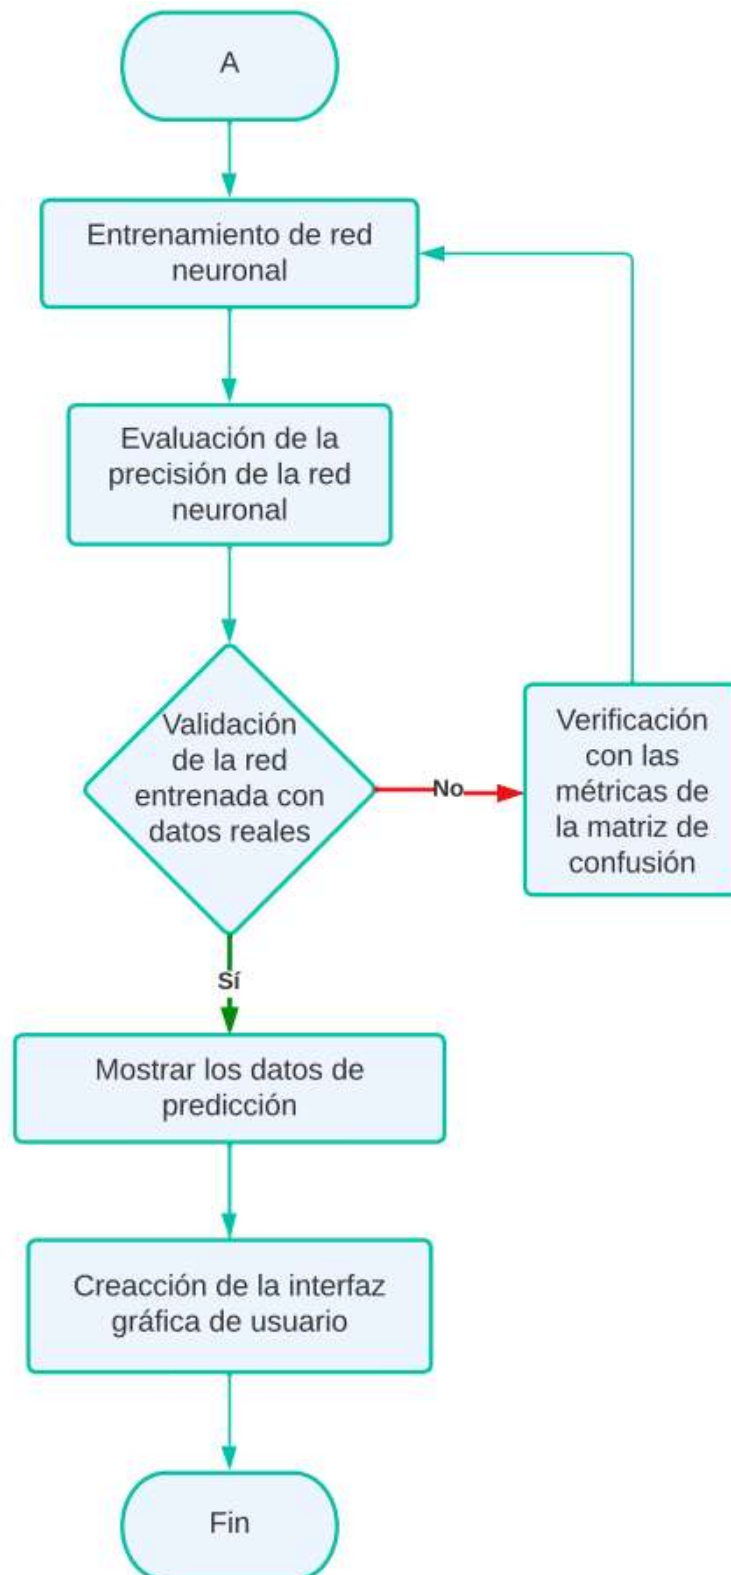 A
Entrenamiento de red
neuronal
Evaluación de la
precisión de la red
neuronal
Validación
de la red
entrenada con
datos reales
No
Verificación
con las
métricas de
la matriz de
confusión
Sí
Mostrar los datos de
predicción
Creacción de la interfaz
gráfica de usuario
Fin